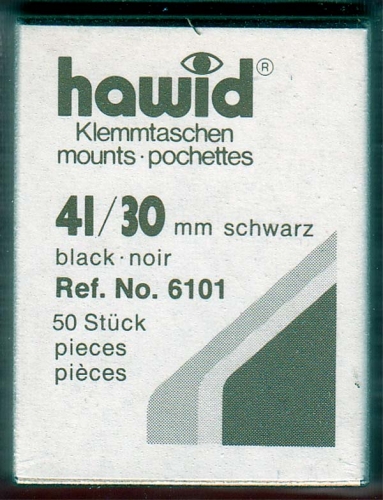 hawid®
Klemmtaschen
mounts · pochettes
41/30 mm schwarz
black · noir
Ref. No. 6101
50 Stück
pieces
pièces